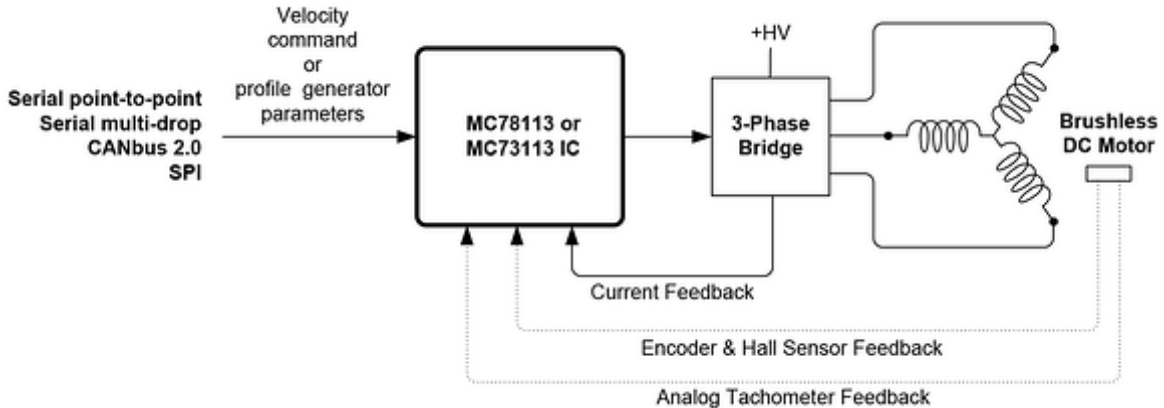 Velocity
command
or
profile generator
parameters
Serial point-to-point
Serial multi-drop
CANbus 2.0
SPI
MC78113 or
MC73113 IC
+HV
3-Phase
Bridge
Brushless
DC Motor
Current Feedback
Encoder & Hall Sensor Feedback
Analog Tachometer Feedback